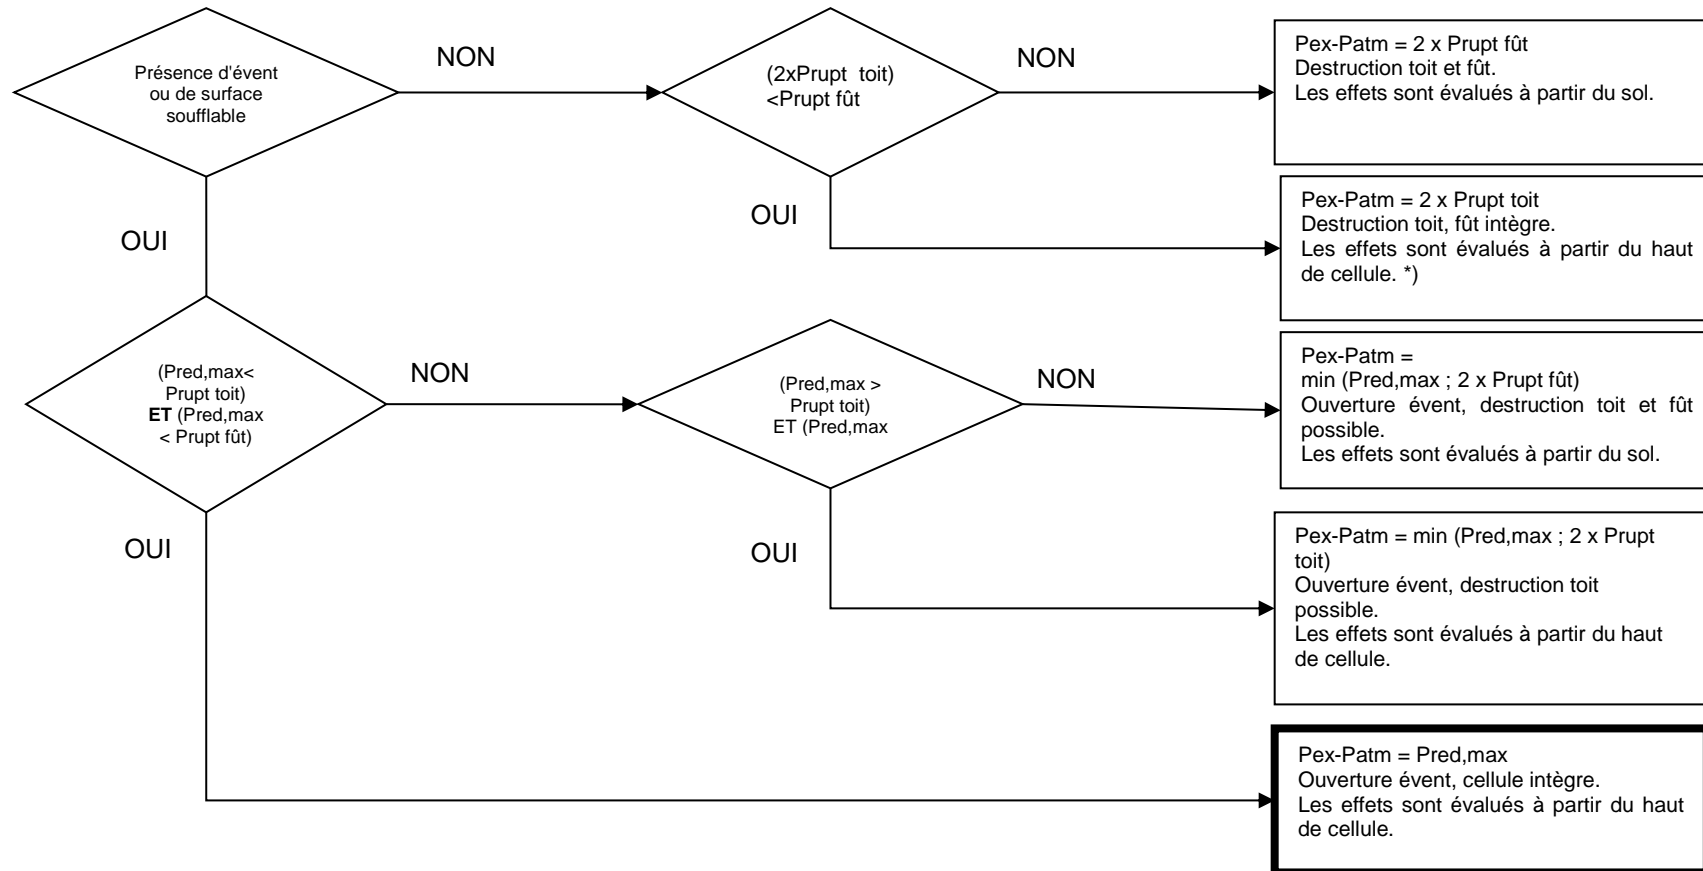 Présence d'évent
ou de surface
soufflable
NON
(2xPrupt toit)
<Prupt fût
NON
Pex-Patm = 2 x Prupt fût
Destruction toit et fût.
Les effets sont évalués à partir du sol.
OUI
OUI
Pex-Patm = 2 x Prupt toit
Destruction toit, fût intègre.
Les effets sont évalués à partir du haut
de cellule. *)
(Pred,max<
Prupt toit)
ET (Pred,max
< Prupt fût)
NON
(Pred,max >
Prupt toit)
ET (Pred,max
NON
Pex-Patm =
min (Pred,max ; 2 x Prupt fût)
Ouverture évent, destruction toit et fût
possible.
Les effets sont évalués à partir du sol.
OUI
OUI
Pex-Patm = min (Pred,max ; 2 x Prupt
toit)
Ouverture évent, destruction toit
possible.
Les effets sont évalués à partir du haut
de cellule.
Pex-Patm = Pred,max
Ouverture évent, cellule intègre.
Les effets sont évalués à partir du haut
de cellule.